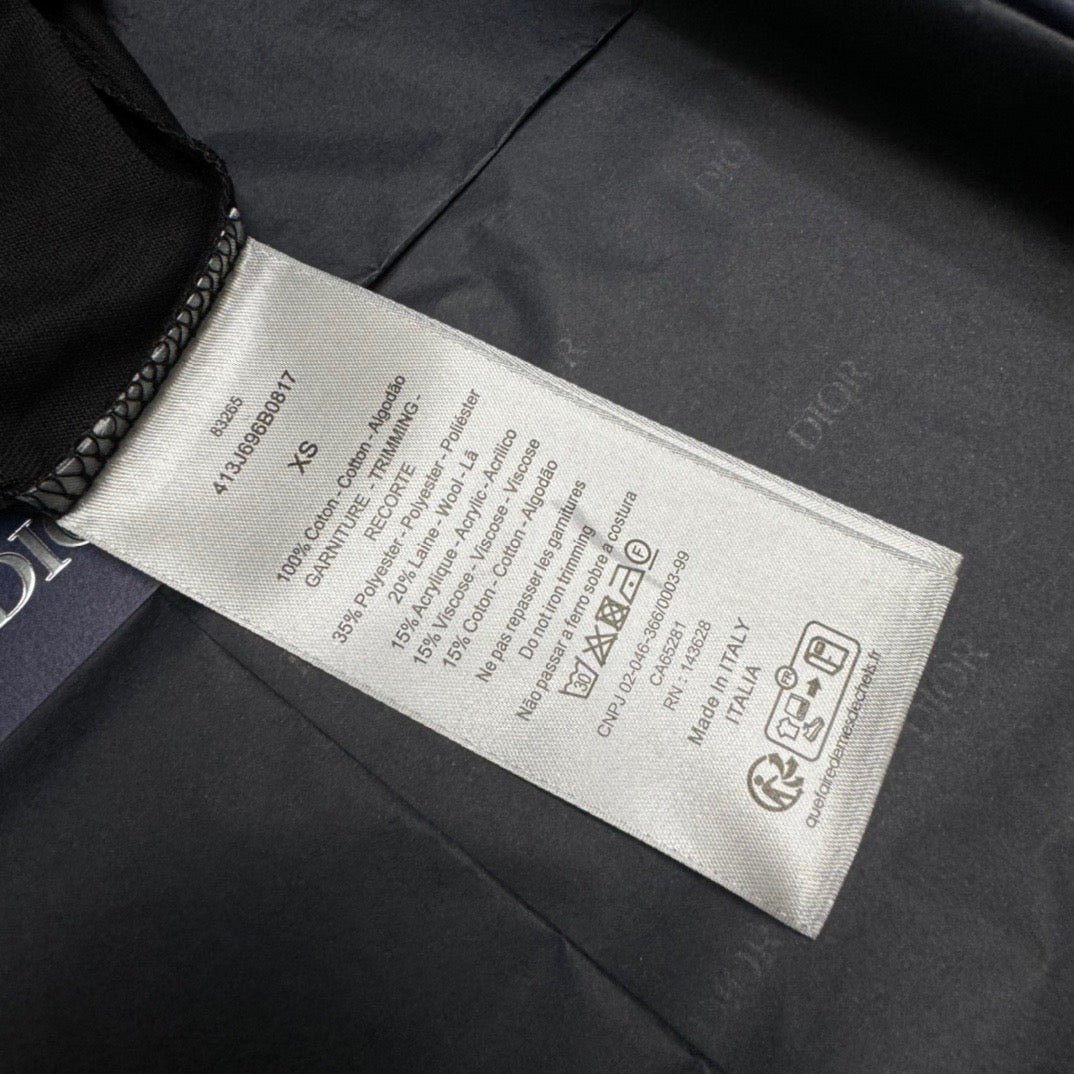 83265
413J696B0817
XS
100% Coton - Cotton - Algodão
GARNITURE - TRIMMING -
RECORTE
35% Polyester - Polyester - Poliéster
20% Laine - Wool - Lã
15% Acrylique - Acrylic - Acrílico
15% Viscose - Viscose - Viscose
15% Coton - Cotton - Algodão
Ne pas repasser les garnitures
Do not iron trimming
Não passar a ferro sobre a costura
30 F
CNPJ 02-046-366/0003-99
CA65281
RN : 143628
Made In ITALY
ITALIA
FR
quefairedemesdechets.fr
DIOR
DIOR
DIOR
DIOR